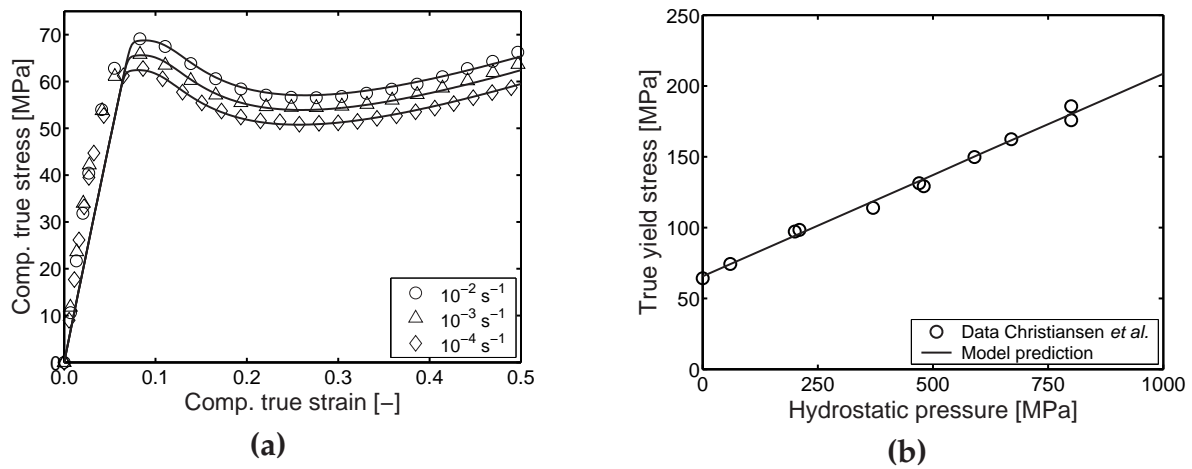 70
60
50
40
30
20
10
0
Comp. true stress [MPa]
10−2 s−1
10−3 s−1
10−4 s−1
0.0 0.1 0.2 0.3 0.4 0.5
Comp. true strain [−]
(a)
250
200
150
100
50
0
True yield stress [MPa]
Data Christiansen et al.
Model prediction
0 250 500 750 1000
Hydrostatic pressure [MPa]
(b)